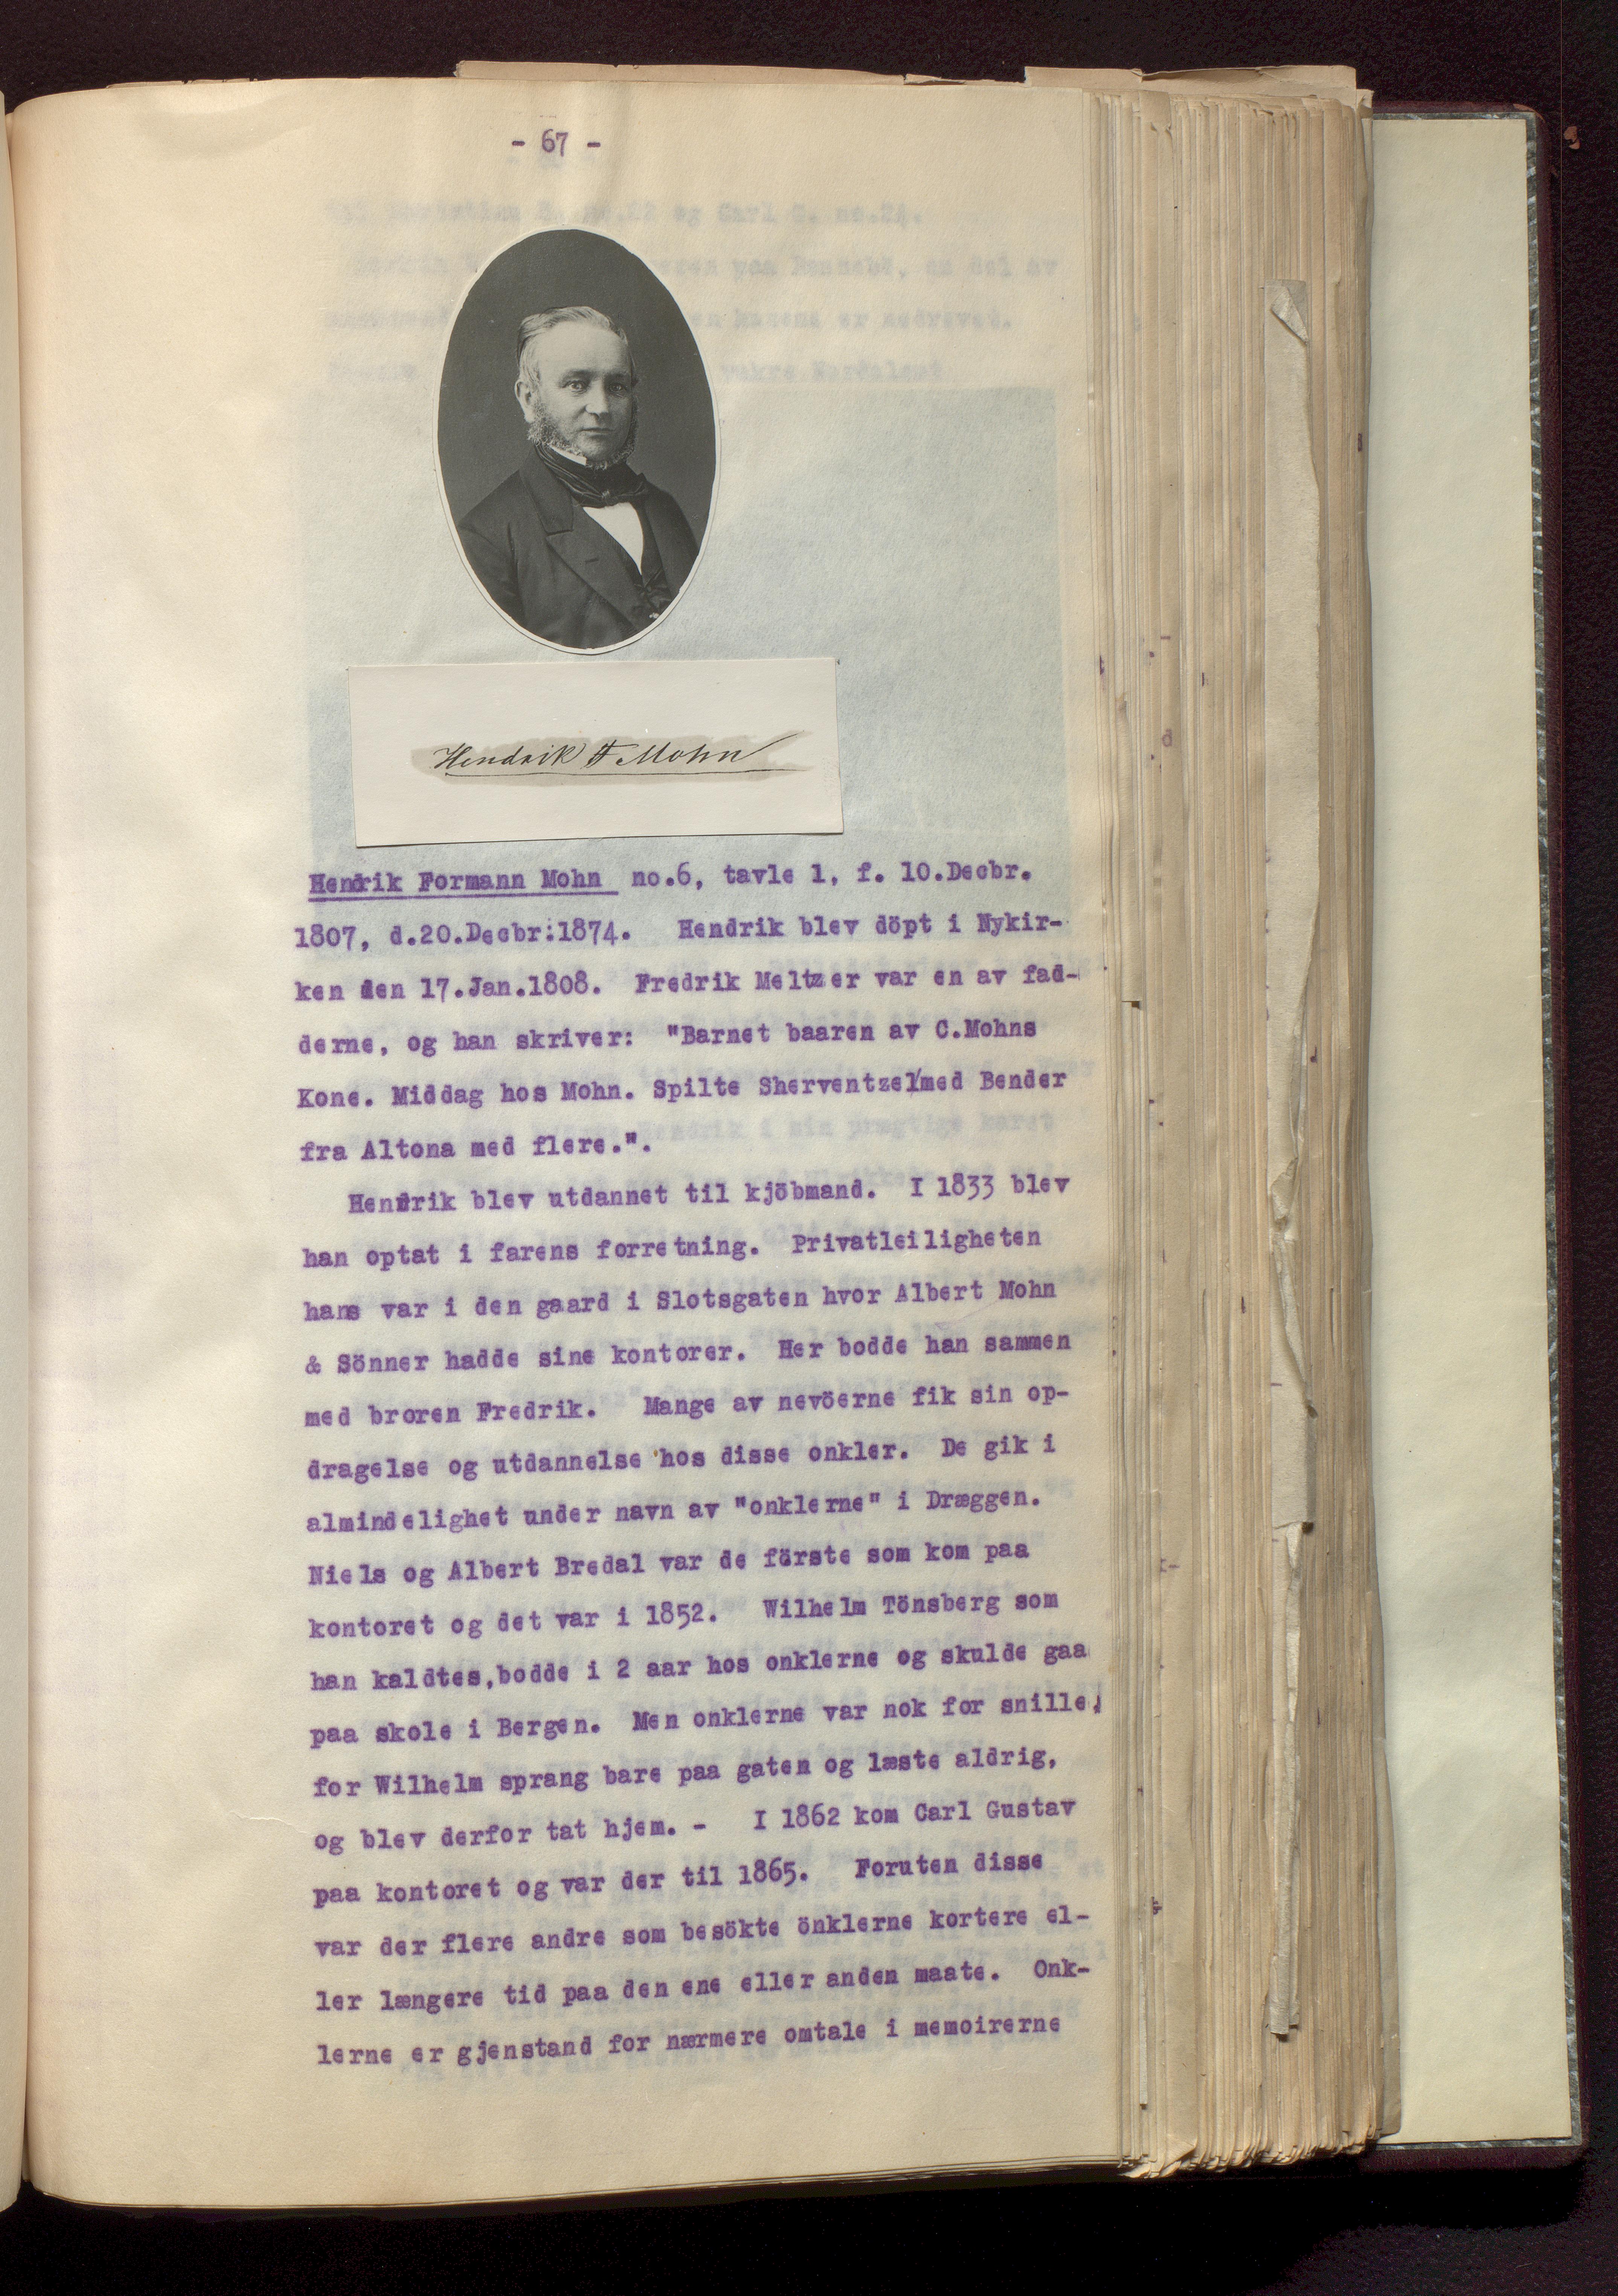 - 67 -
og Carl G. no.24.
Hendrik F Mohn
Hendrik Formann Mohn no.6, tavle 1, f. 10.Decbr.
1807, d.20.Decbr:1874. Hendrik blev döpt i Nykir-
ken den 17.Jan.1808. Fredrik Meltzer var en av fad-
derne, og han skriver: "Barnet baaren av C.Mohns
Kone. Middag hos Mohn. Spilte Sherventzel/med Bender
fra Altona med flere.".
Hendrik blev utdannet til kjöbmand. I 1833 blev
han optat i farens forretning. Privatleiligheten
hans var i den gaard i Slotsgaten hvor Albert Mohn
& Sönner hadde sine kontorer. Her bodde han sammen
med broren Fredrik. Mange av nevöerne fik sin op-
dragelse og utdannelse hos disse onkler. De gik i
almindelighet under navn av "onklerne" i Dræggen.
Niels og Albert Bredal var de förste som kom paa
kontoret og det var i 1852. Wilhelm Tönsberg som
han kaldtes,bodde i 2 aar hos onklerne og skulde gaa
paa skole i Bergen. Men onklerne var nok for snille,
for Wilhelm sprang bare paa gaten og læste aldrig,
og blev derfor tat hjem. - I 1862 kom Carl Gustav
paa kontoret og var der til 1865. Foruten disse
var der flere andre som besökte önklerne kortere el-
ler længere tid paa den ene eller anden maate. Onk-
lerne er gjenstand for nærmere omtale i memoirerne